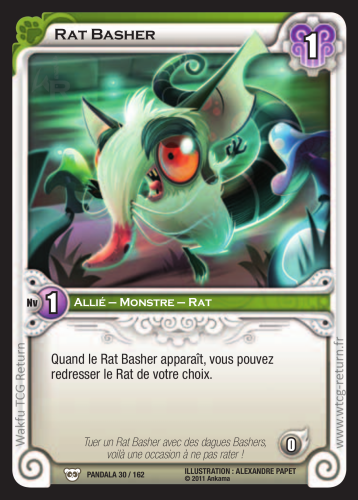 Rat Basher
1
Nv 1 Allié – Monstre – Rat
Quand le Rat Basher apparaît, vous pouvez
redresser le Rat de votre choix.
Tuer un Rat Basher avec des dagues Bashers,
voilà une occasion à ne pas rater !
0
PANDALA 30 / 162
ILLUSTRATION : ALEXANDRE PAPET
© 2011 Ankama
Wakfu TCG Return
www.wtcg-return.fr